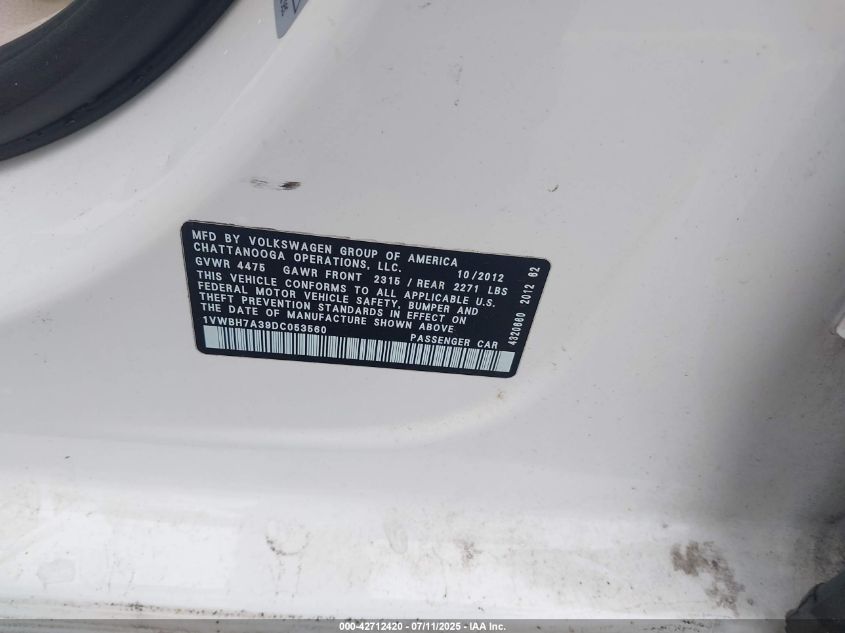 MFD BY VOLKSWAGEN GROUP OF AMERICA
CHATTANOOGA OPERATIONS, LLC. 10/2012
GVWR 4475 GAWR FRONT 2315 / REAR 2271 LBS
THIS VEHICLE CONFORMS TO ALL APPLICABLE U.S.
FEDERAL MOTOR VEHICLE SAFETY, BUMPER AND
THEFT PREVENTION STANDARDS IN EFFECT ON
THE DATE OF MANUFACTURE SHOWN ABOVE
1VWBH7A39DC053560 PASSENGER CAR
4320660 2012 62
000-42712420 - 07/11/2025 - IAA Inc.